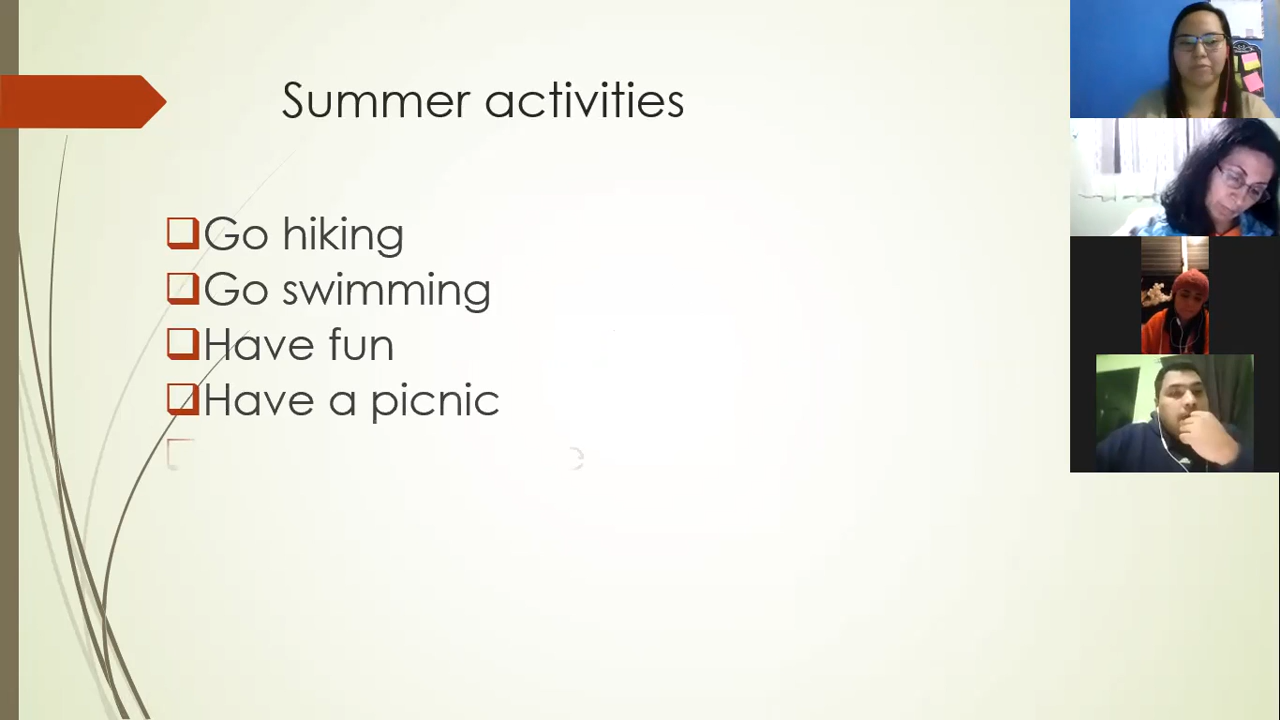 Summer activities
Go hiking
Go swimming
Have fun
Have a picnic